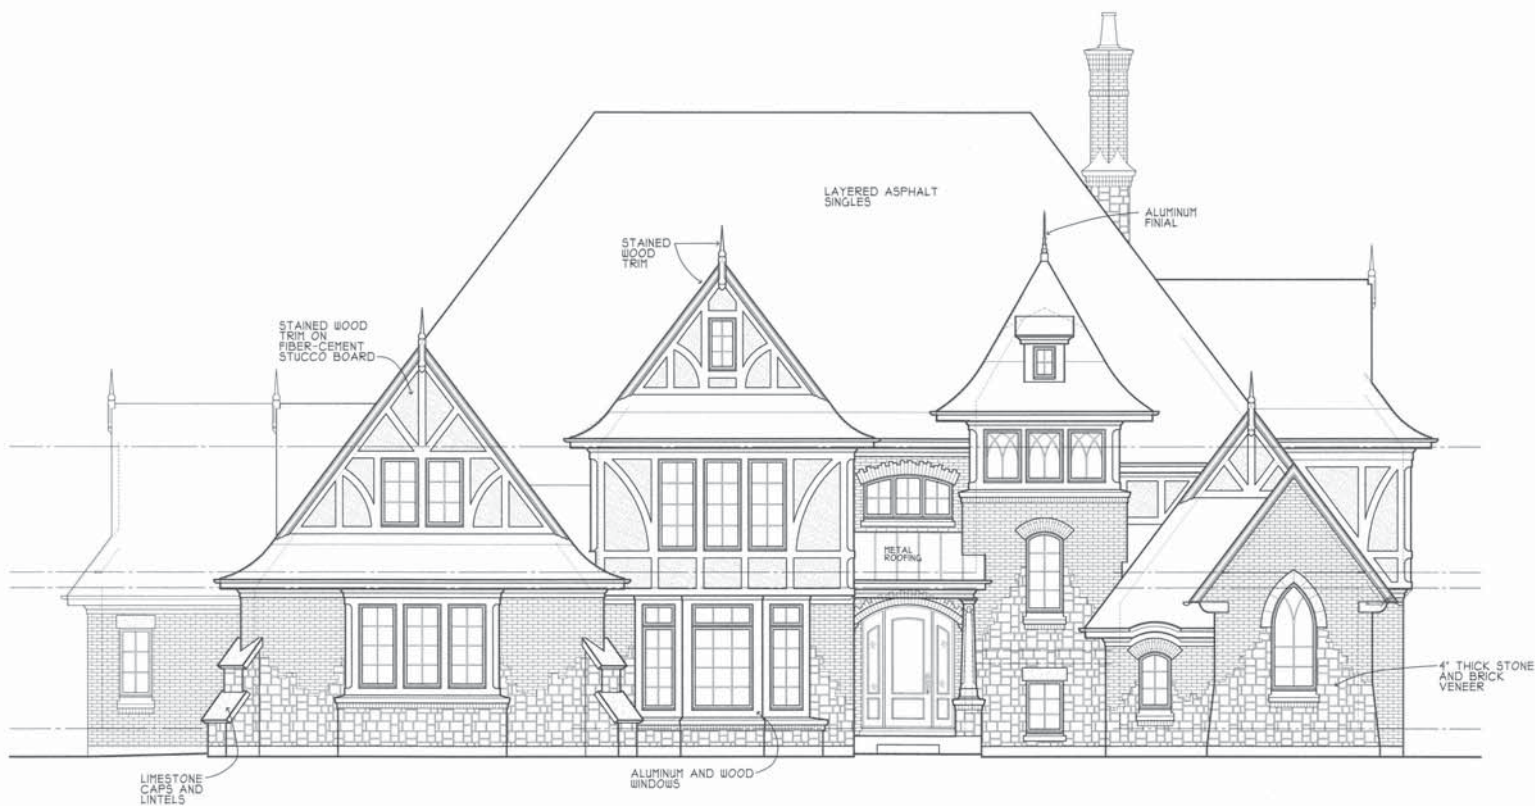 LAYERED ASPHALT
SINGLES
ALUMINUM
FINIAL
STAINED
WOOD
TRIM
STAINED WOOD
TRIM ON
FIBER-CEMENT
STUCCO BOARD
METAL
ROOFING
4" THICK STONE
AND BRICK
VENEER
LIMESTONE
CAPS AND
LINTELS
ALUMINUM AND WOOD
WINDOWS